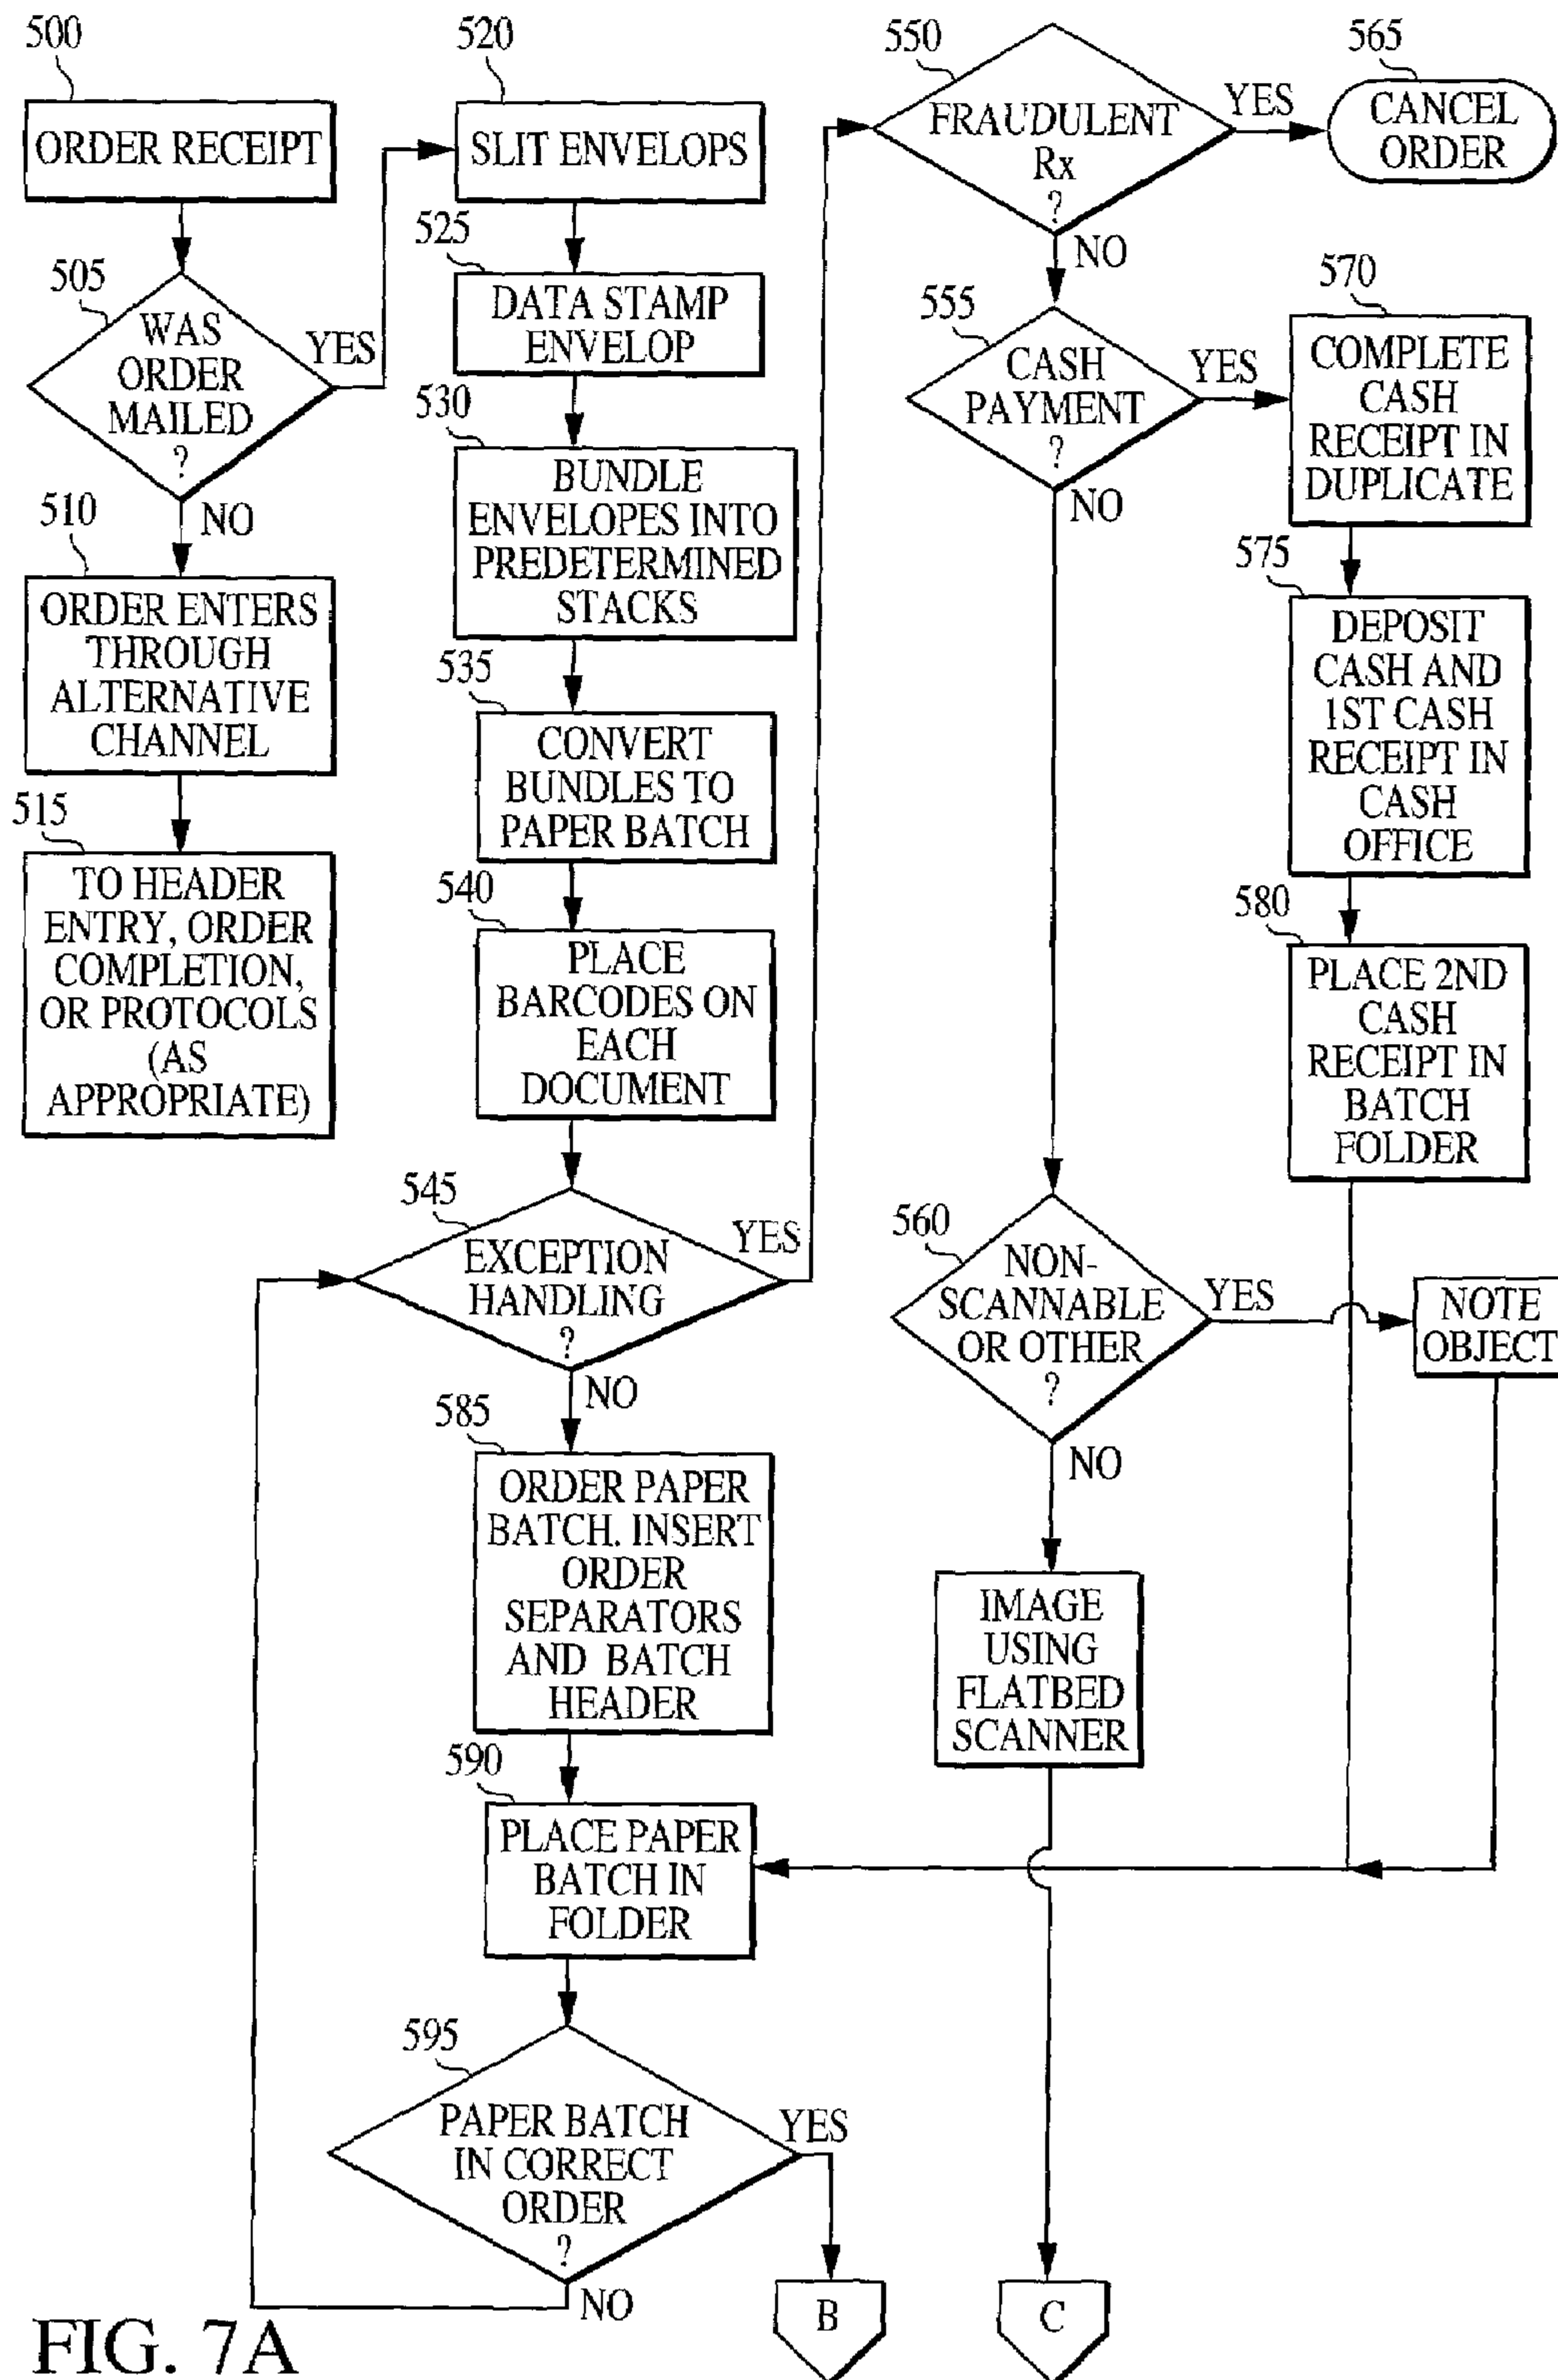 500
ORDER RECEIPT
505
WAS
ORDER
MAILED
?
YES
NO
510
ORDER ENTERS
THROUGH
ALTERNATIVE
CHANNEL
515
TO HEADER
ENTRY, ORDER
COMPLETION,
OR PROTOCOLS
(AS
APPROPRIATE)
520
SLIT ENVELOPS
525
DATA STAMP
ENVELOP
530
BUNDLE
ENVELOPES INTO
PREDETERMINED
STACKS
535
CONVERT
BUNDLES TO
PAPER BATCH
540
PLACE
BARCODES ON
EACH
DOCUMENT
545
EXCEPTION
HANDLING
?
YES
NO
585
ORDER PAPER
BATCH. INSERT
ORDER
SEPARATORS
AND BATCH
HEADER
590
PLACE PAPER
BATCH IN
FOLDER
595
PAPER BATCH
IN CORRECT
ORDER
?
YES
NO
B
550
FRAUDULENT
Rx
?
YES
NO
565
CANCEL
ORDER
555
CASH
PAYMENT
?
YES
NO
570
COMPLETE
CASH
RECEIPT IN
DUPLICATE
575
DEPOSIT
CASH AND
1ST CASH
RECEIPT IN
CASH
OFFICE
580
PLACE 2ND
CASH
RECEIPT IN
BATCH
FOLDER
560
NON-
SCANNABLE
OR OTHER
?
YES
NO
NOTE
OBJECT
IMAGE
USING
FLATBED
SCANNER
C
FIG. 7A